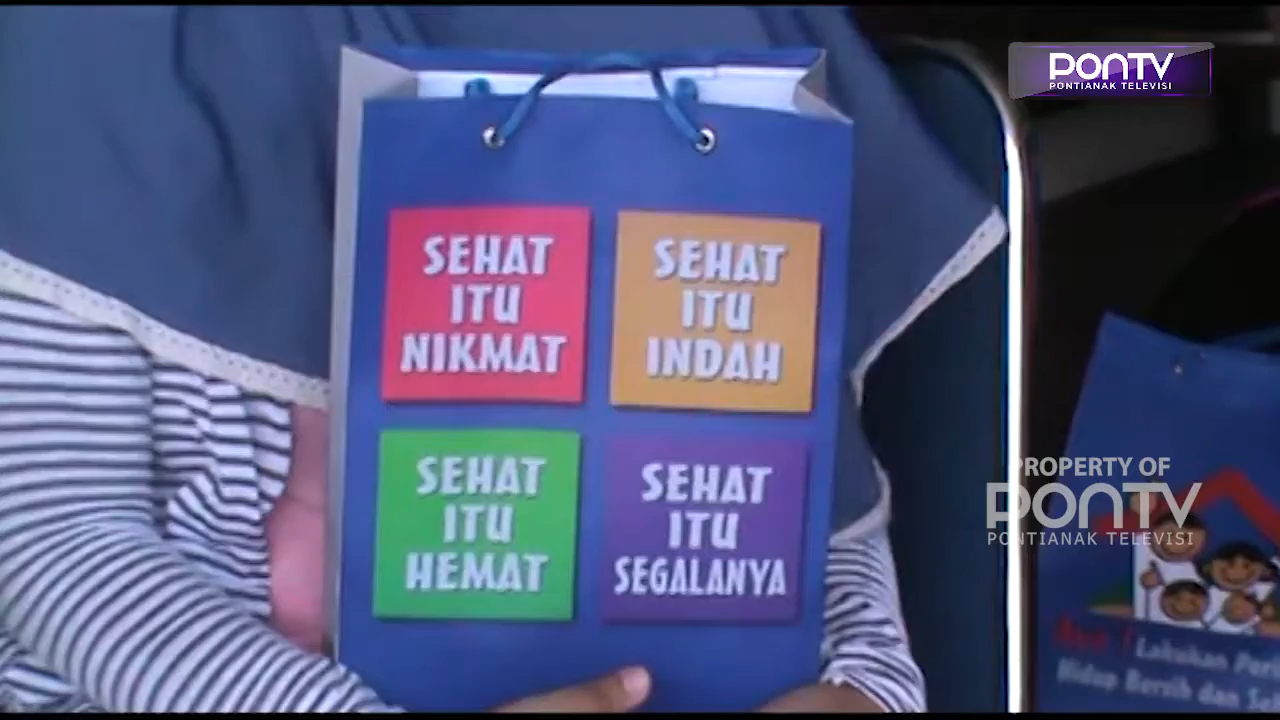 PONTV
PONTIANAK TELEVISI
SEHAT
ITU
NIKMAT
SEHAT
ITU
INDAH
SEHAT
ITU
HEMAT
SEHAT
ITU
SEGALANYA
PROPERTY OF
PONTV
PONTIANAK TELEVISI
Lakukan
Hidup Bersih dan